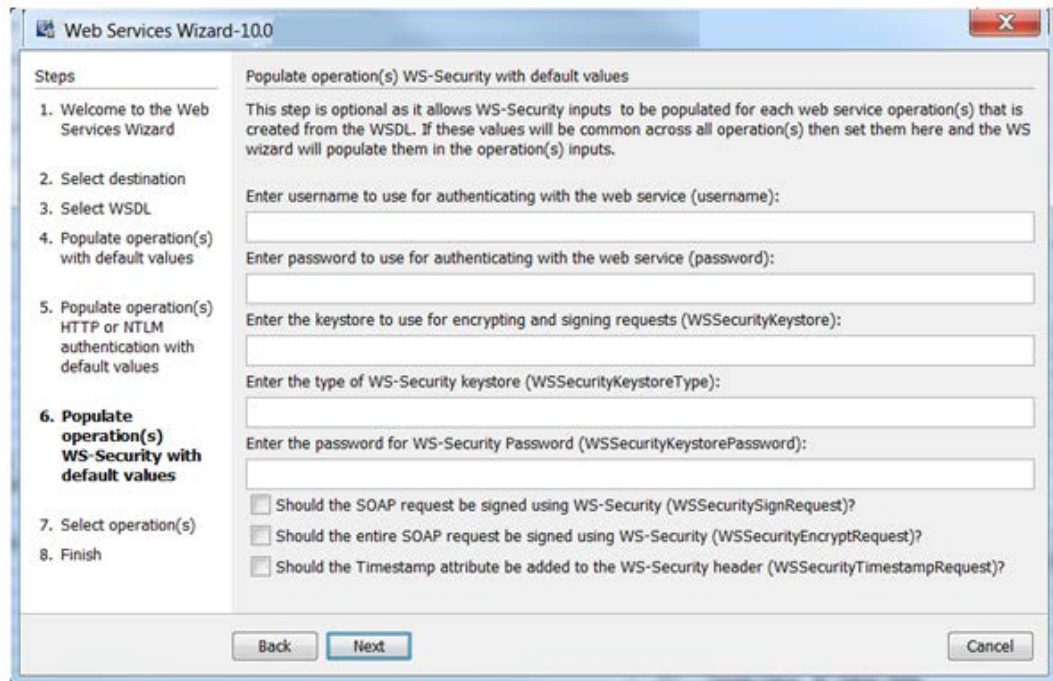 Web Services Wizard-10.0
Steps
1. Welcome to the Web
Services Wizard
2. Select destination
3. Select WSDL
4. Populate operation(s)
with default values
5. Populate operation(s)
HTTP or NTLM
authentication with
default values
6. Populate
operation(s)
WS-Security with
default values
7. Select operation(s)
8. Finish
Populate operation(s) WS-Security with default values
This step is optional as it allows WS-Security inputs to be populated for each web service operation(s) that is
created from the WSDL. If these values will be common across all operation(s) then set them here and the WS
wizard will populate them in the operation(s) inputs.
Enter username to use for authenticating with the web service (username):
Enter password to use for authenticating with the web service (password):
Enter the keystore to use for encrypting and signing requests (WSSecurityKeystore):
Enter the type of WS-Security keystore (WSSecurityKeystoreType):
Enter the password for WS-Security Password (WSSecurityKeystorePassword):
Should the SOAP request be signed using WS-Security (WSSecuritySignRequest)?
Should the entire SOAP request be signed using WS-Security (WSSecurityEncryptRequest)?
Should the Timestamp attribute be added to the WS-Security header (WSSecurityTimestampRequest)?
Back
Next
Cancel